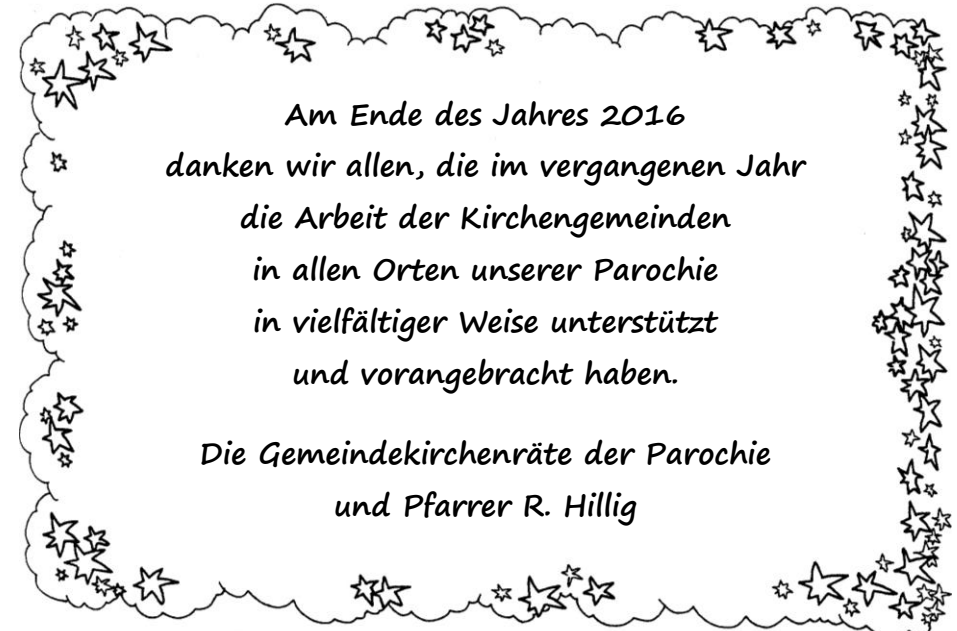 Am Ende des Jahres 2016
danken wir allen, die im vergangenen Jahr
die Arbeit der Kirchengemeinden
in allen Orten unserer Parochie
in vielfältiger Weise unterstützt
und vorangebracht haben.
Die Gemeindekirchenräte der Parochie
und Pfarrer R. Hillig